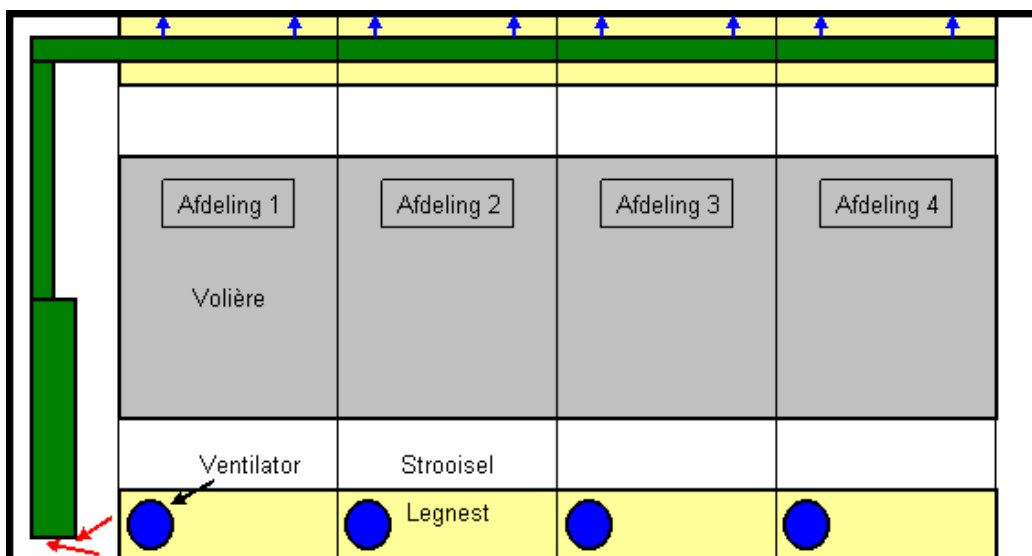 Afdeling 1
Afdeling 2
Afdeling 3
Afdeling 4
Volière
Ventilator
Strooisel
Legnest